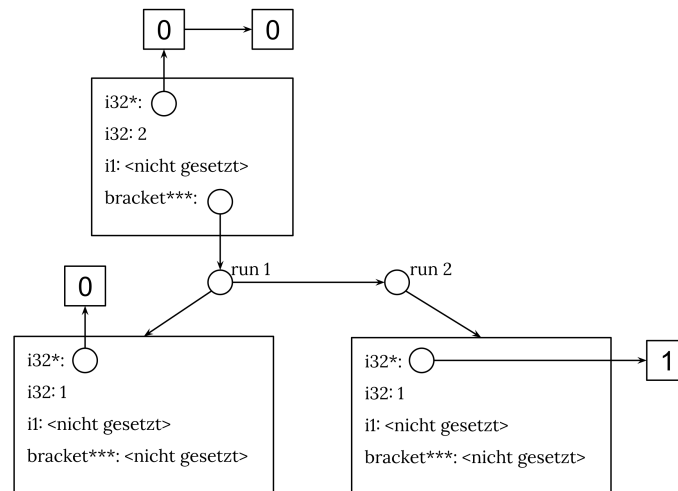 0 0
i32*:
i32: 2
i1: <nicht gesetzt>
bracket***:
run 1 run 2
0
i32*:
i32: 1
i1: <nicht gesetzt>
bracket***: <nicht gesetzt>
i32*:
1
i32: 1
i1: <nicht gesetzt>
bracket***: <nicht gesetzt>